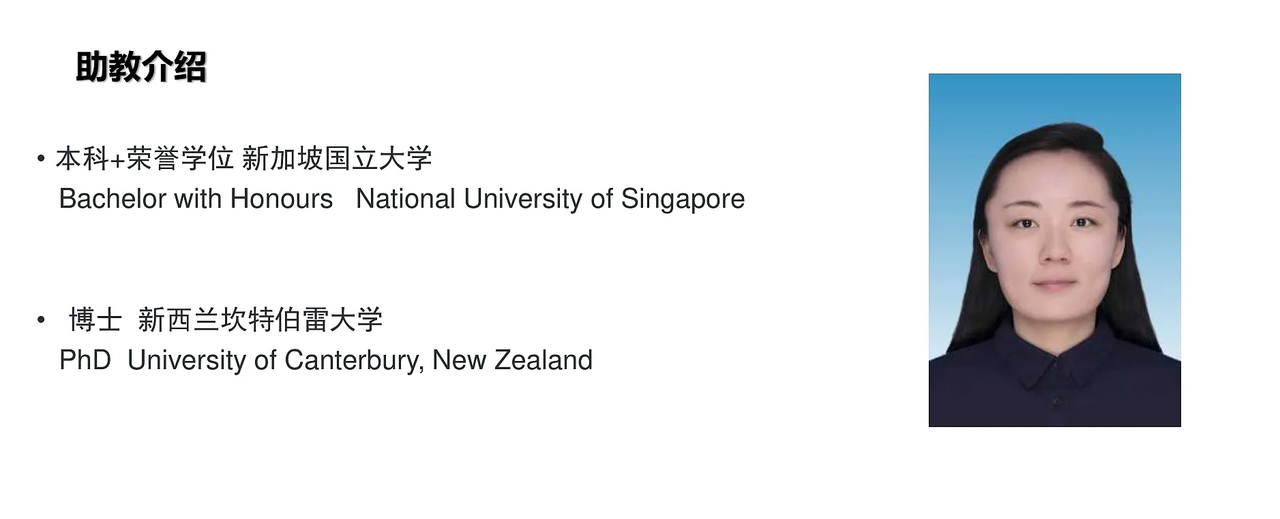 助教介绍
• 本科+荣誉学位 新加坡国立大学
Bachelor with Honours National University of Singapore
• 博士 新西兰坎特伯雷大学
PhD University of Canterbury, New Zealand